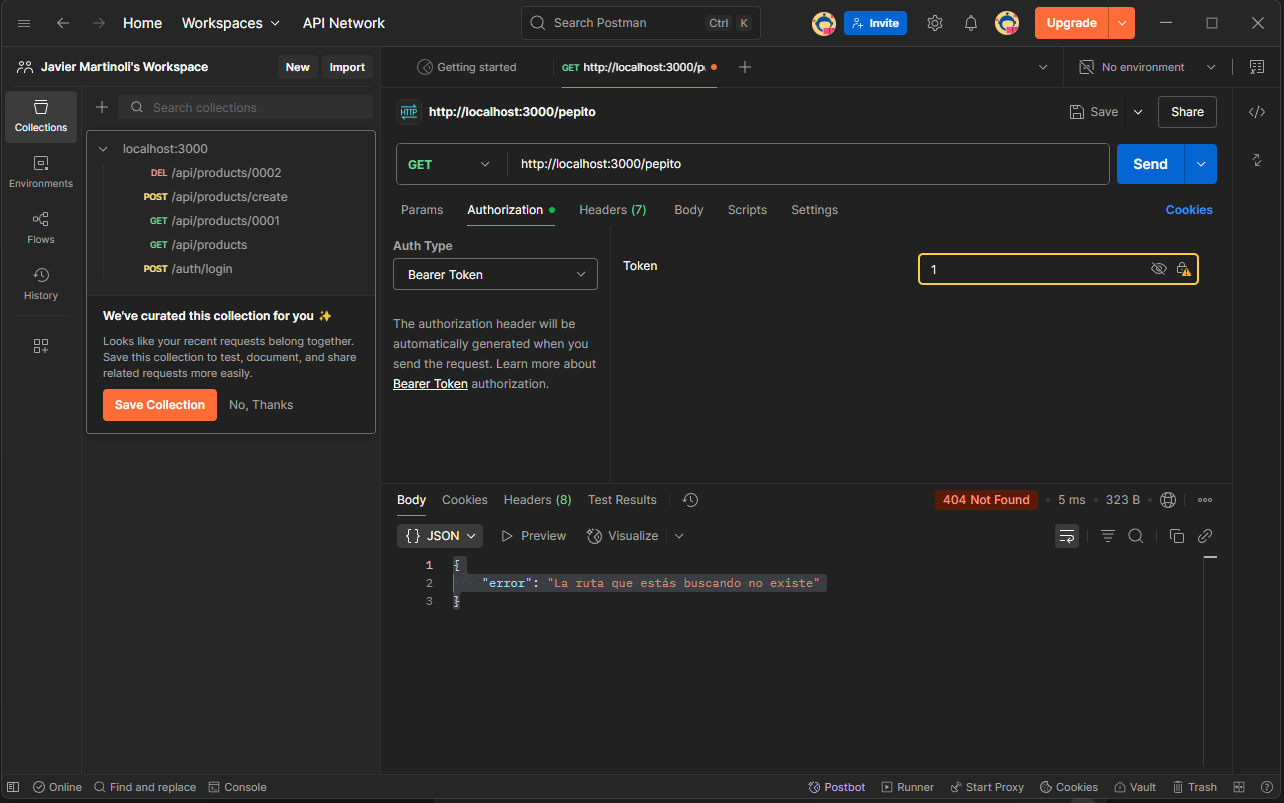 Home Workspaces API Network Search Postman Ctrl K Invite Upgrade
Javier Martinoli's Workspace New Import
Getting started GET http://localhost:3000/p No environment
Collections
Environments
Flows
History
Search collections
localhost:3000
DEL /api/products/0002
POST /api/products/create
GET /api/products/0001
GET /api/products
POST /auth/login
We've curated this collection for you ✨
Looks like your recent requests belong together.
Save this collection to test, document, and share
related requests more easily.
Save Collection No, Thanks
HTTP http://localhost:3000/pepito Save Share
GET http://localhost:3000/pepito Send
Params Authorization Headers (7) Body Scripts Settings Cookies
Auth Type
Bearer Token
The authorization header will be
automatically generated when you
send the request. Learn more about
Bearer Token authorization.
Token 1
Body Cookies Headers (8) Test Results 404 Not Found 5 ms 323 B
{} JSON Preview Visualize
1 {
2 "error": "La ruta que estás buscando no existe"
3 }
Online Find and replace Console Postbot Runner Start Proxy Cookies Vault Trash